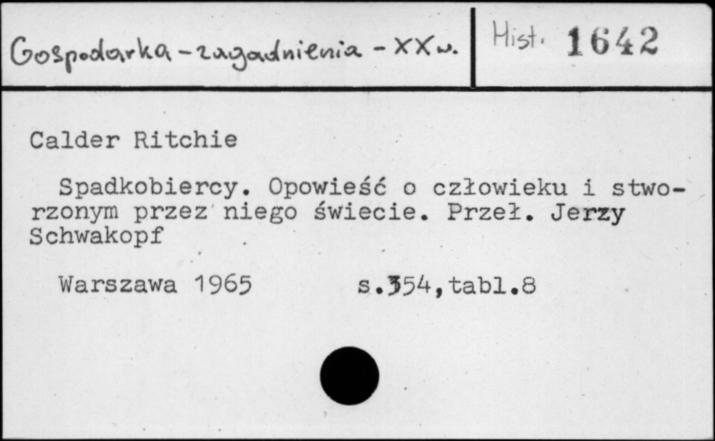 Gospodarka - zagadnienia - XX w.
Hist. 1642
Calder Ritchie
Spadkobiercy. Opowieść o człowieku i stwo-
rzonym przez niego świecie. Przeł. Jerzy
Schwakopf
Warszawa 1965 s.354,tabl.8